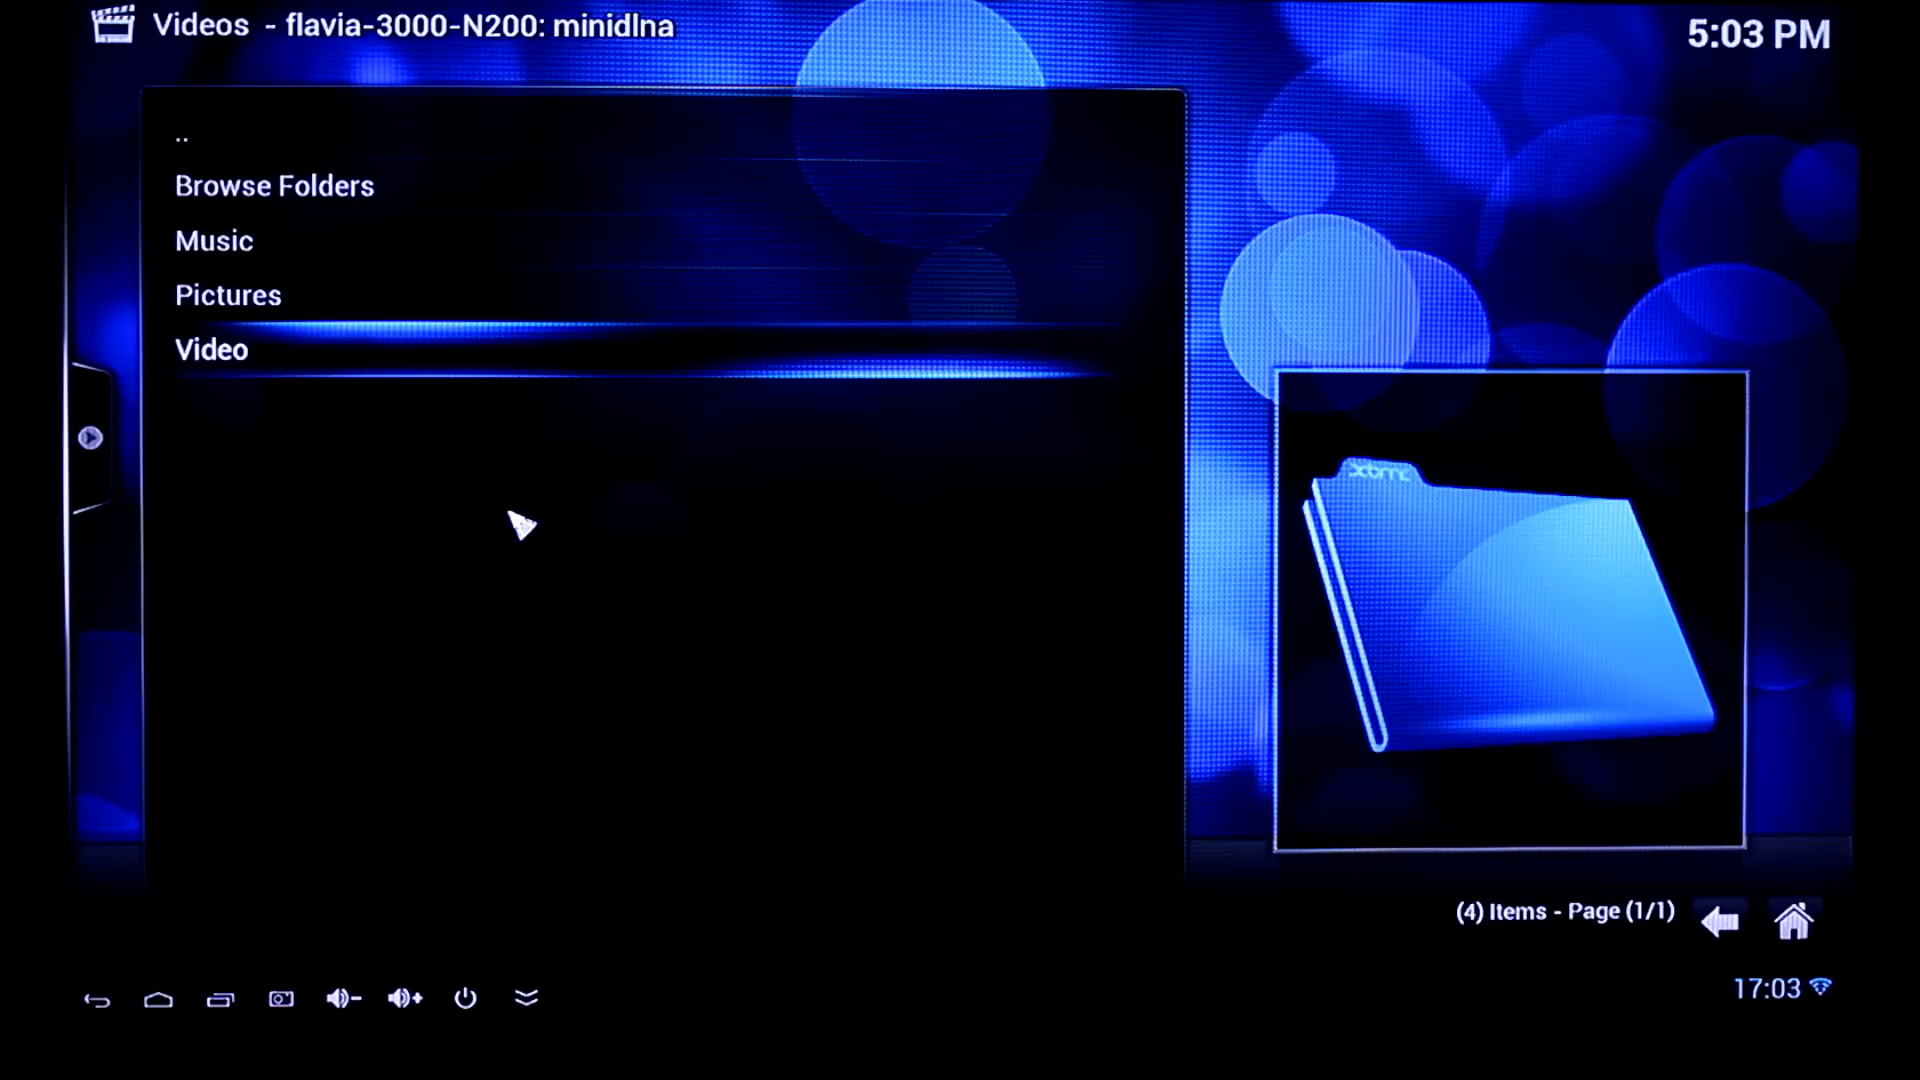 Videos - flavia-3000-N200: minidlna
5:03 PM
..
Browse Folders
Music
Pictures
Video
xbmc
(4) Items - Page (1/1)
17:03